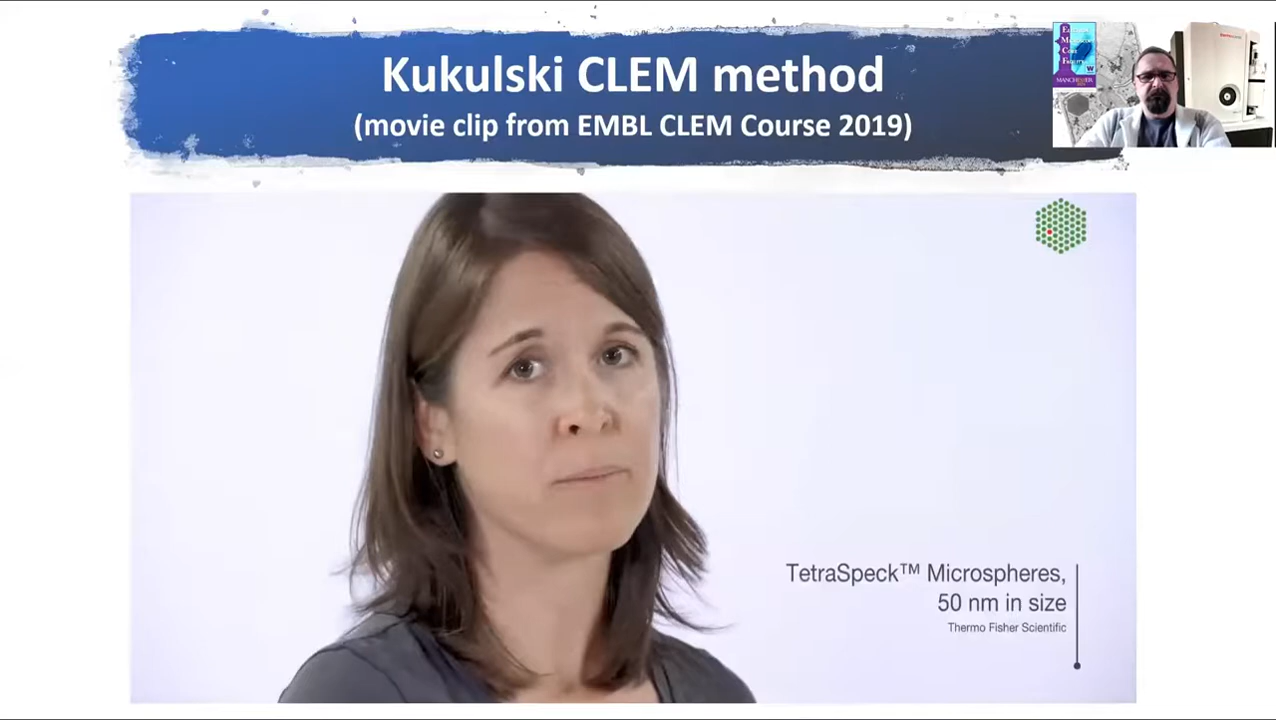 Kukulski CLEM method
(movie clip from EMBL CLEM Course 2019)
MANCHESTER
TetraSpeck™ Microspheres,
50 nm in size
Thermo Fisher Scientific